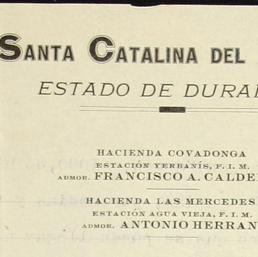 SANTA CATALINA DEL
ESTADO DE DURA
HACIENDA COVADONGA
ESTACIÓN YERBANÍS, F. I. M.
ADMOR. FRANCISCO A. CALDE
HACIENDA LAS MERCEDES
ESTACIÓN AGUA VIEJA, F. I. M.
ADMOR. ANTONIO HERRAN